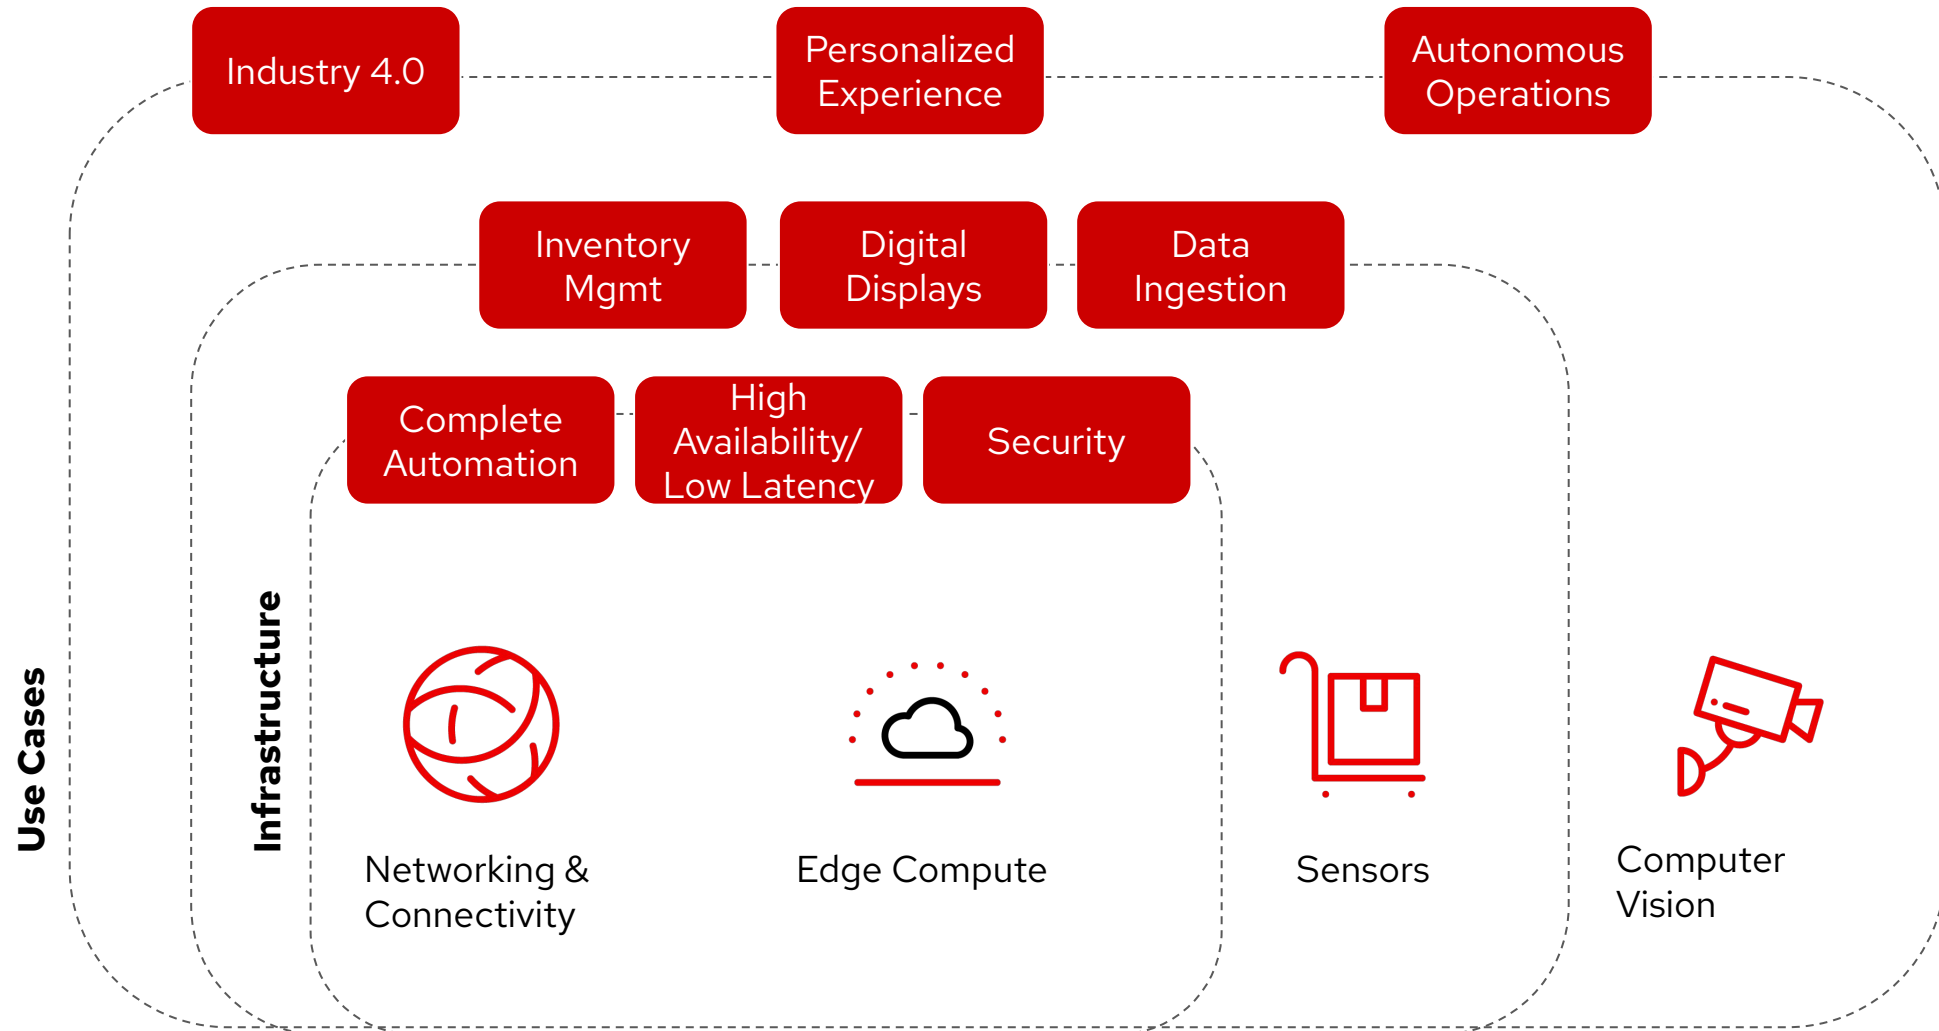 Industry 4.0
Personalized
Experience
Autonomous
Operations
Inventory
Mgmt
Digital
Displays
Data
Ingestion
Complete
Automation
High
Availability/
Low Latency
Security
Use Cases
Infrastructure
Networking &
Connectivity
Edge Compute
Sensors
Computer
Vision